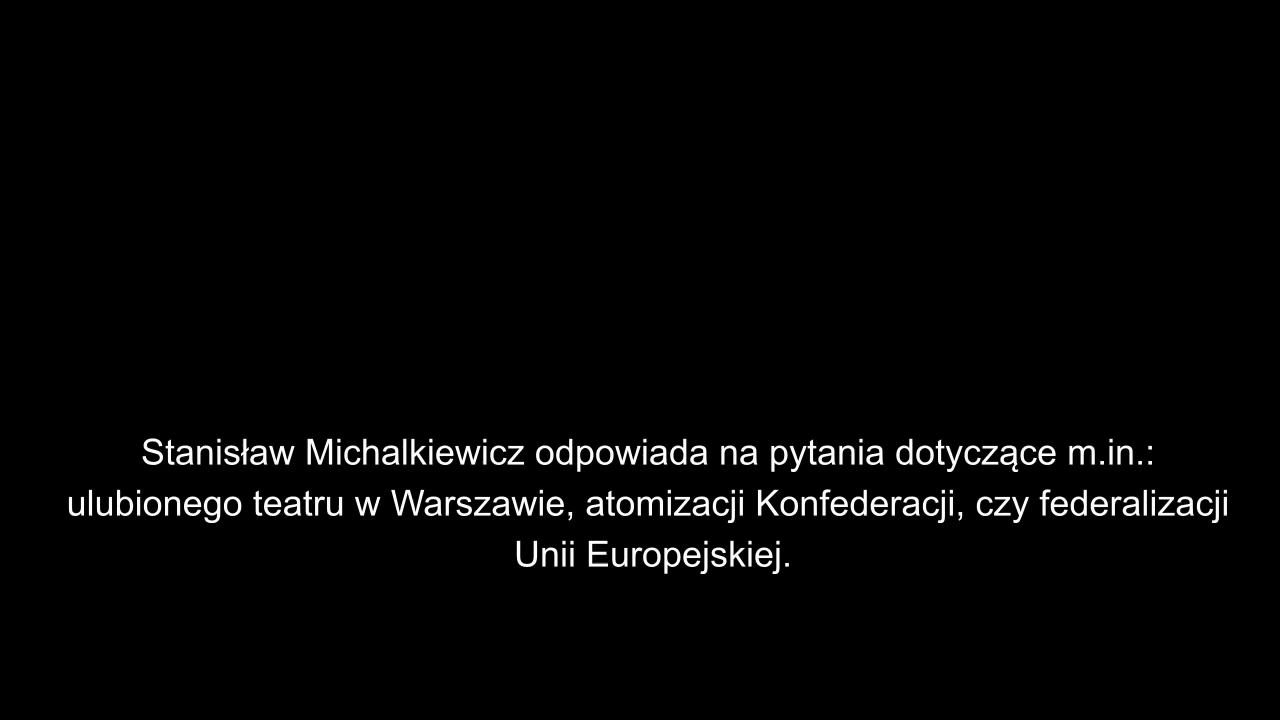 Stanisław Michalkiewicz odpowiada na pytania dotyczące m.in.:
ulubionego teatru w Warszawie, atomizacji Konfederacji, czy federalizacji
Unii Europejskiej.